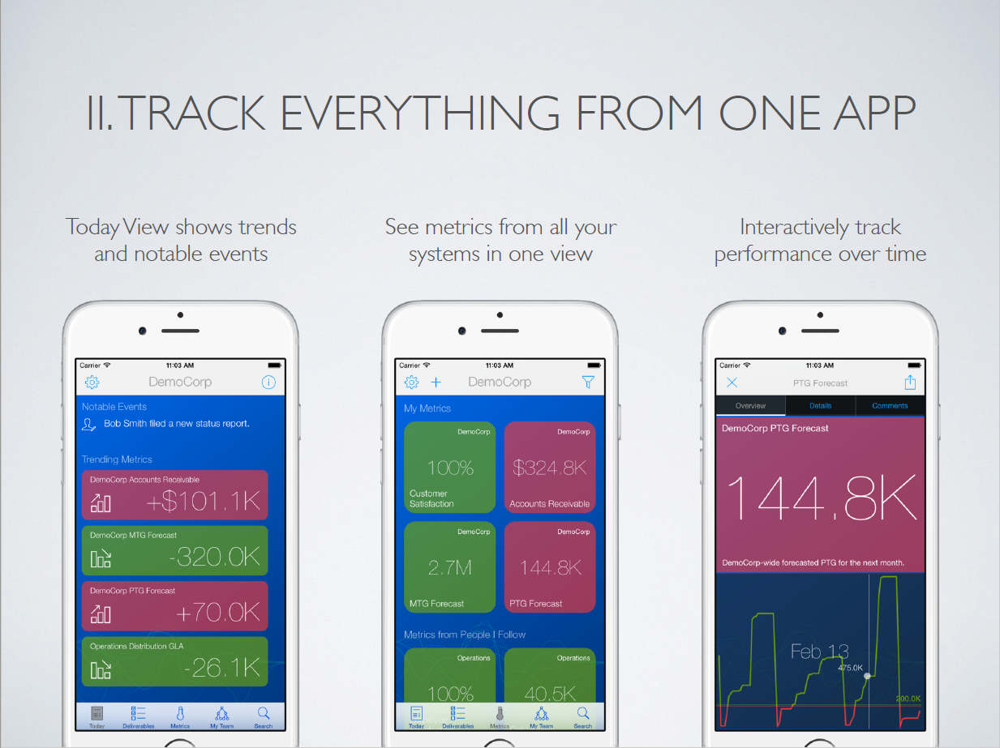 II. TRACK EVERYTHING FROM ONE APP
Today View shows trends
and notable events
Carrier 11:03 AM
DemoCorp
Notable Events
Bob Smith filed a new status report.
Trending Metrics
DemoCorp Accounts Receivable
+$101.1K
DemoCorp MTG Forecast
-320.0K
DemoCorp PTG Forecast
+70.0K
Operations Distribution GLA
-26.1K
Today Deliverables Metrics My Team Search
See metrics from all your
systems in one view
Carrier 11:03 AM
DemoCorp
My Metrics
DemoCorp
100%
Customer
Satisfaction
DemoCorp
$324.8K
Accounts Receivable
DemoCorp
2.7M
MTG Forecast
DemoCorp
144.8K
PTG Forecast
Metrics from People I Follow
Operations
100%
Operations
40.5K
Today Deliverables Metrics My Team Search
Interactively track
performance over time
Carrier 11:03 AM
PTG Forecast
Overview Details Comments
DemoCorp PTG Forecast
144.8K
DemoCorp-wide forecasted PTG for the next month.
Feb 13
475.0K
200.0K